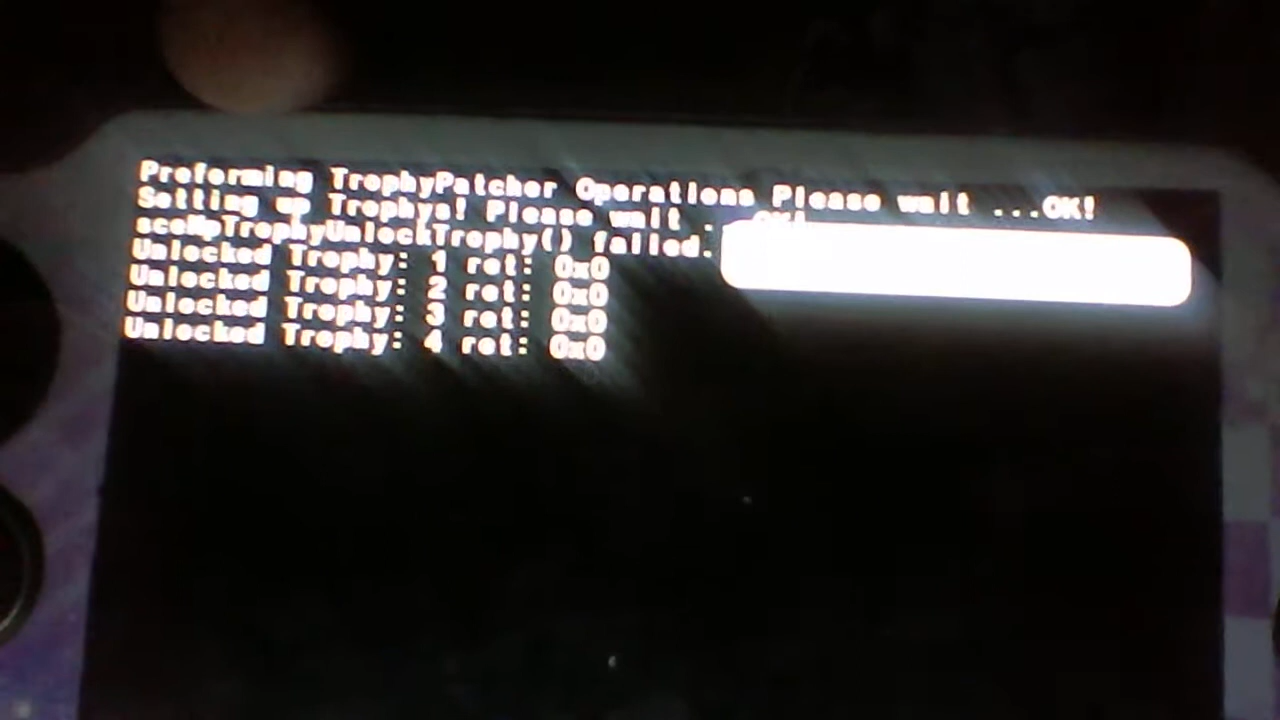 Preforming TrophyPatcher Operations Please wait ...OK!
Setting up Trophys! Please wait . OK!
sceNpTrophyUnlockTrophy() failed.
Unlocked Trophy: 1 ret: 0x0
Unlocked Trophy: 2 ret: 0x0
Unlocked Trophy: 3 ret: 0x0
Unlocked Trophy: 4 ret: 0x0